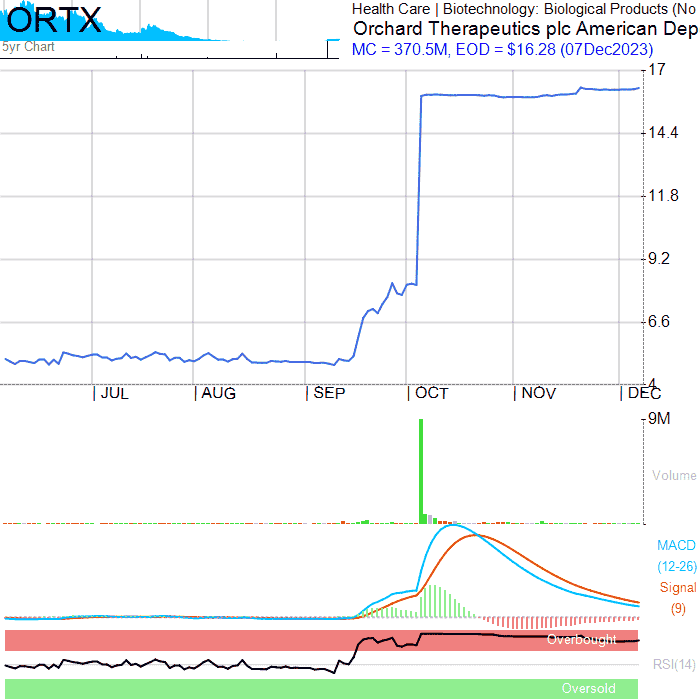 ORTX
5yr Chart
Health Care | Biotechnology: Biological Products (No
Orchard Therapeutics plc American Dep
MC = 370.5M, EOD = $16.28 (07Dec2023)
17
14.4
11.8
9.2
6.6
4
JUL AUG SEP OCT NOV DEC
9M
Volume
MACD
(12-26)
Signal
(9)
Overbought
RSI(14)
Oversold